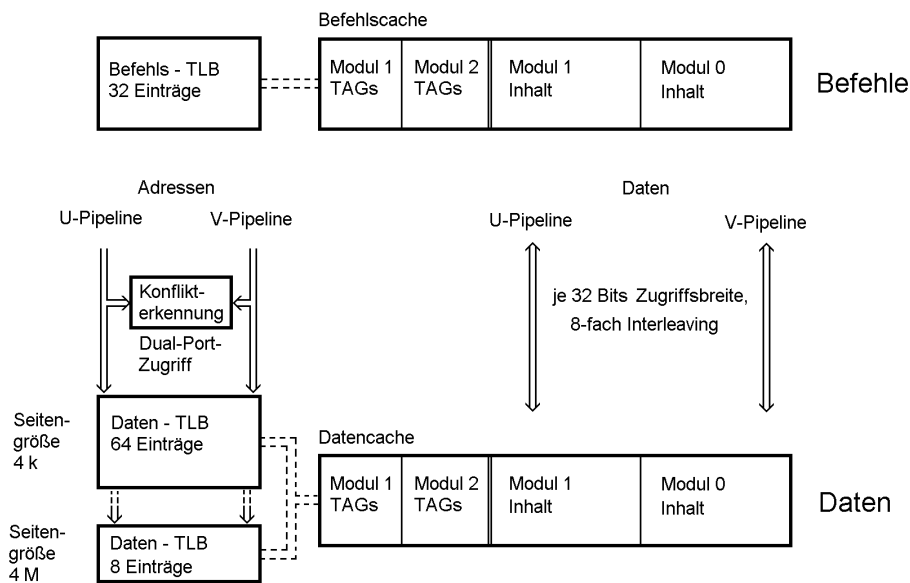 Befehlscache
Befehls - TLB
32 Einträge
Modul 1
TAGs
Modul 2
TAGs
Modul 1
Inhalt
Modul 0
Inhalt
Befehle
Adressen
Daten
U-Pipeline
V-Pipeline
U-Pipeline
V-Pipeline
Konflikt-
erkennung
je 32 Bits Zugriffsbreite,
8-fach Interleaving
Dual-Port-
Zugriff
Seiten-
größe
4 k
Daten - TLB
64 Einträge
Datencache
Modul 1
TAGs
Modul 2
TAGs
Modul 1
Inhalt
Modul 0
Inhalt
Daten
Seiten-
größe
4 M
Daten - TLB
8 Einträge